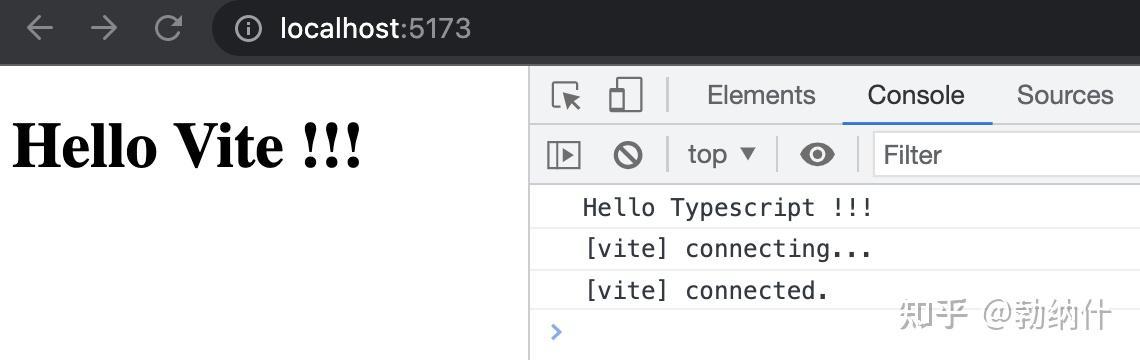 localhost:5173
Hello Vite !!!
Elements Console Sources
top Filter
Hello Typescript !!!
[vite] connecting...
[vite] connected.
知乎 @勃纳什